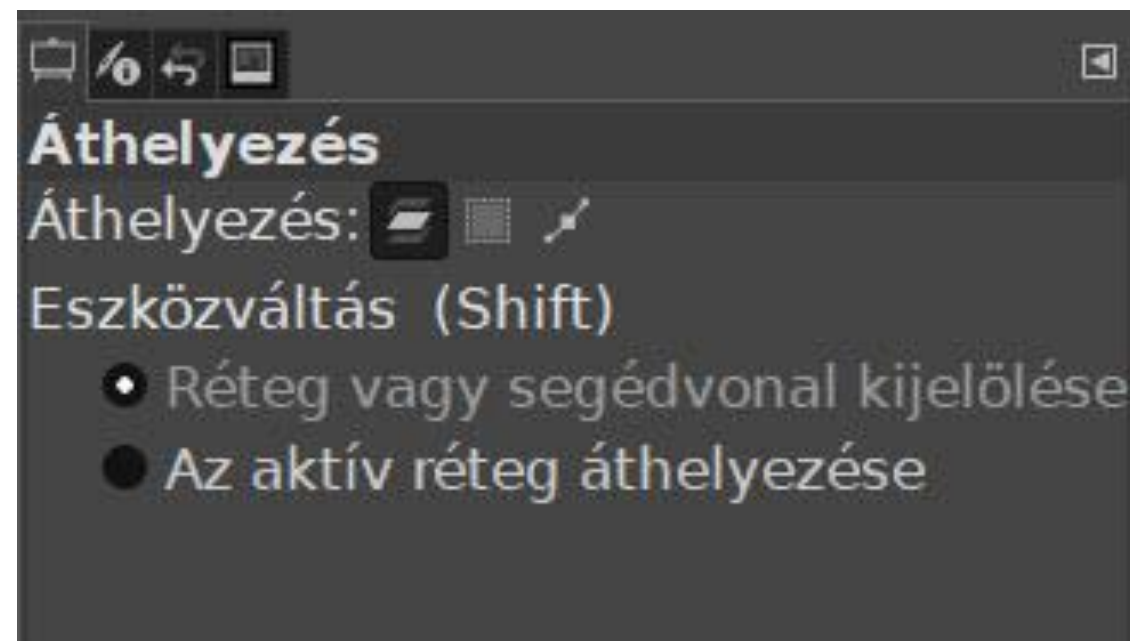 Áthelyezés
Áthelyezés:
Eszközváltás (Shift)
Réteg vagy segédvonal kijelölése
Az aktív réteg áthelyezése